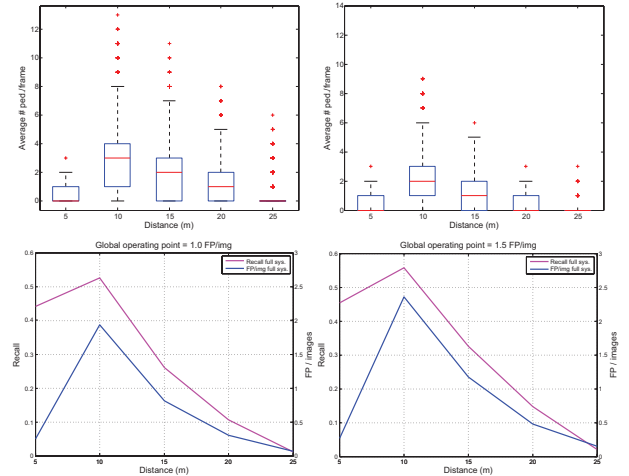 12
10
8
6
4
2
0
Average # ped./frame
5 10 15 20 25
Distance (m)
14
12
10
8
6
4
2
0
Average # ped./frame
5 10 15 20 25
Distance (m)
Global operating point = 1.0 FP/img
Recall full sys.
FP/img full sys.
0.6
0.5
0.4
0.3
0.2
0.1
0
Recall
3
2.5
2
1.5
1
0.5
0
FP / images
5 10 15 20 25
Distance (m)
Global operating point = 1.5 FP/img
Recall full sys.
FP/img full sys.
0.6
0.5
0.4
0.3
0.2
0.1
0
Recall
3
2.5
2
1.5
1
0.5
0
FP / images
5 10 15 20 25
Distance (m)